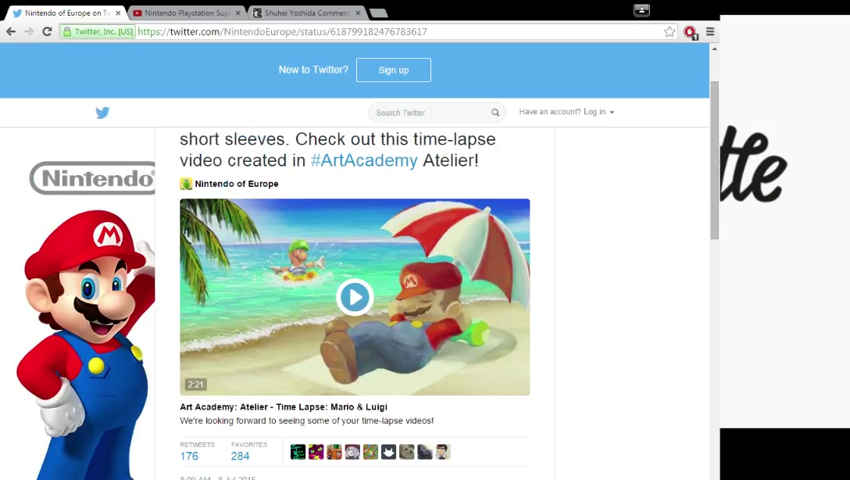 Nintendo of Europe on T
Nintendo Playstation Sup
Shuhei Yoshida Comment
Twitter, Inc. [US]
https://twitter.com/NintendoEurope/status/618799182476783617
New to Twitter?
Sign up
Search Twitter
Have an account? Log in
short sleeves. Check out this time-lapse
video created in #ArtAcademy Atelier!
Nintendo
Nintendo of Europe
M
M
2:21
Art Academy: Atelier - Time Lapse: Mario & Luigi
We're looking forward to seeing some of your time-lapse videos!
RETWEETS
FAVORITES
176
284